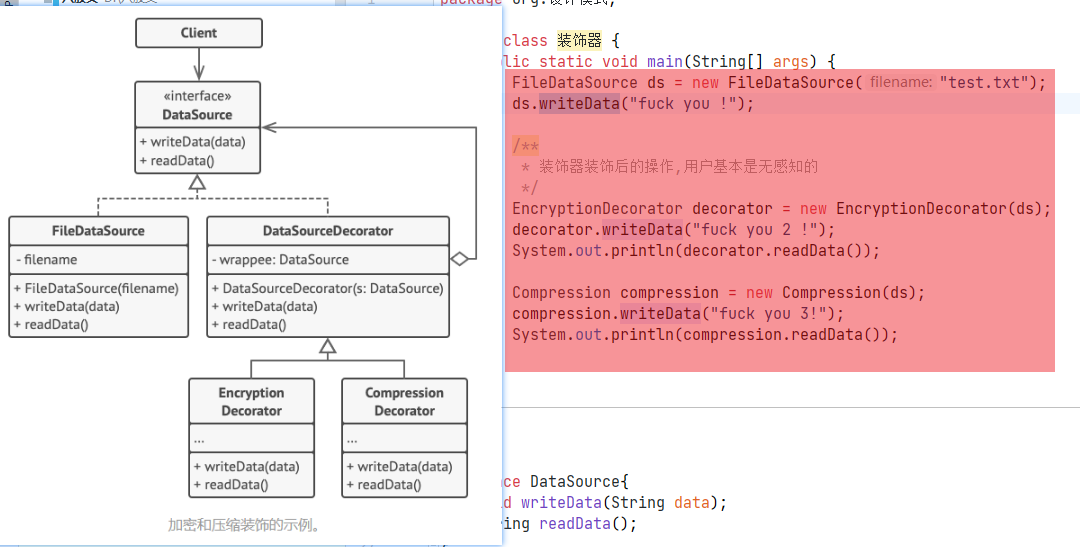 Client
«interface»
DataSource
+ writeData(data)
+ readData()
FileDataSource
- filename
+ FileDataSource(filename)
+ writeData(data)
+ readData()
DataSourceDecorator
- wrappee: DataSource
+ DataSourceDecorator(s: DataSource)
+ writeData(data)
+ readData()
Encryption
Decorator
...
+ writeData(data)
+ readData()
Compression
Decorator
...
+ writeData(data)
+ readData()
加密和压缩装饰的示例。
class 装饰器 {
lic static void main(String[] args) {
FileDataSource ds = new FileDataSource( filename: "test.txt");
ds.writeData("fuck you !");
/**
* 装饰器装饰后的操作,用户基本是无感知的
*/
EncryptionDecorator decorator = new EncryptionDecorator(ds);
decorator.writeData("fuck you 2 !");
System.out.println(decorator.readData());
Compression compression = new Compression(ds);
compression.writeData("fuck you 3!");
System.out.println(compression.readData());
ce DataSource{
d writeData(String data);
ing readData();